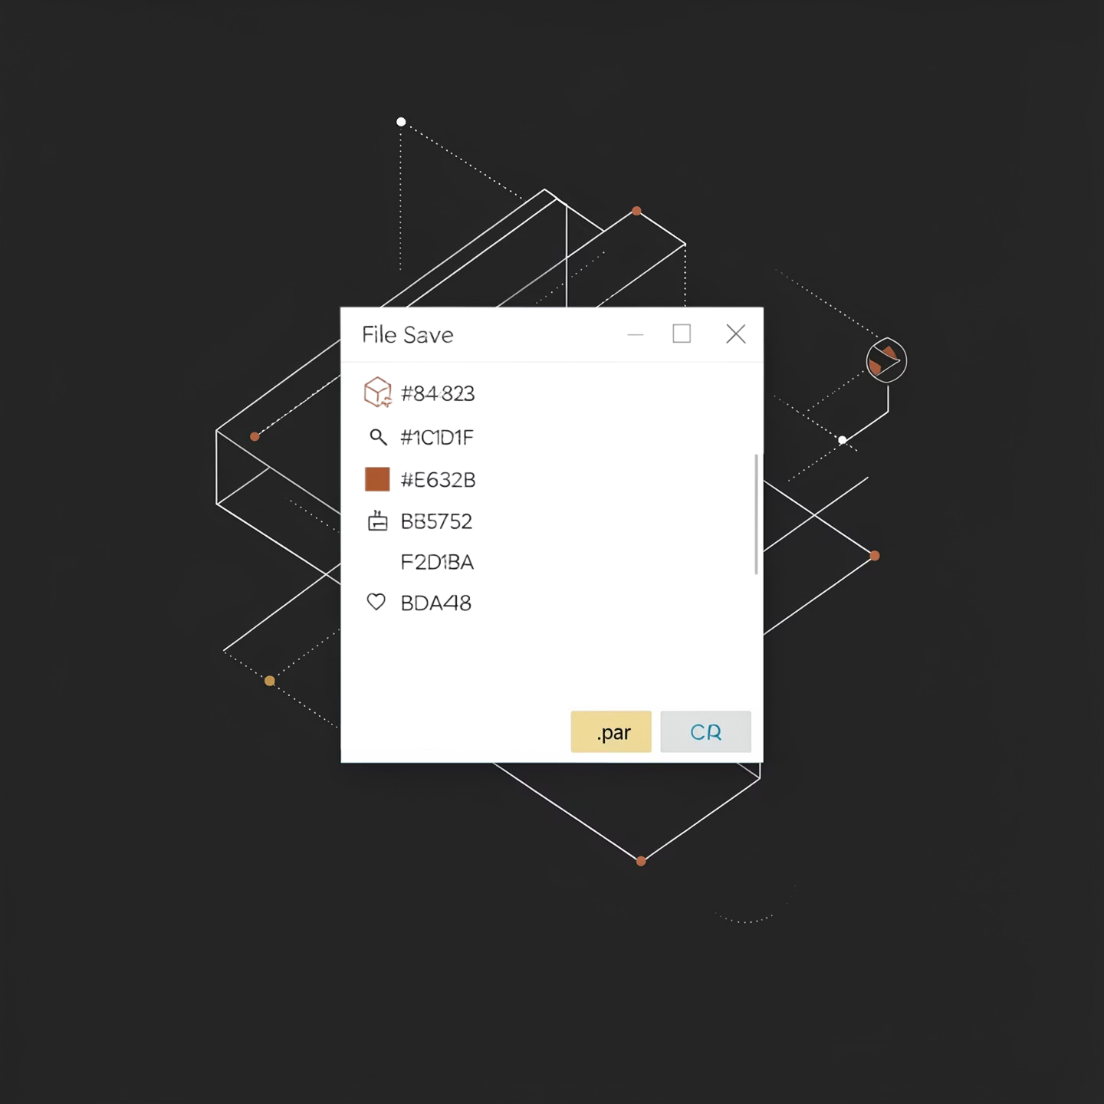 File Save
#84823
#1C1D1F
#E632B
BB5752
F2D1BA
BDA48
.par
CR